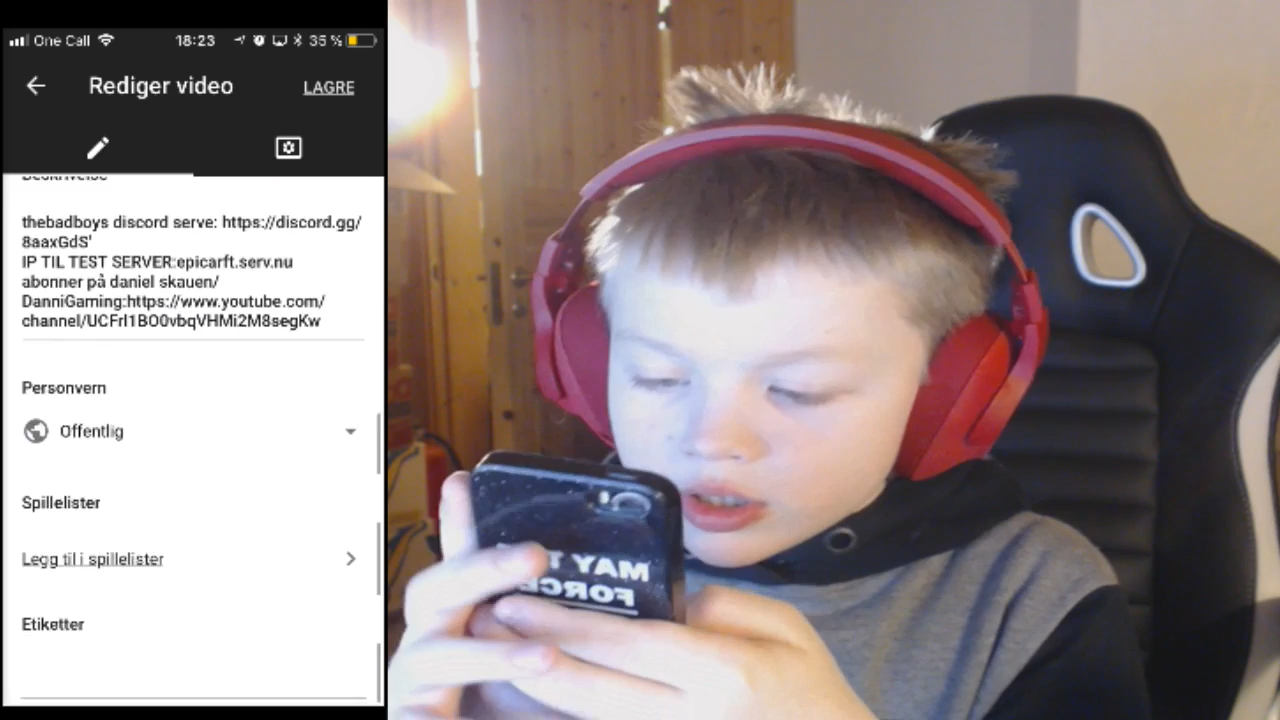 One Call
18:23
35 %
Rediger video
LAGRE
Beskrivelse
thebadboys discord serve: https://discord.gg/
8aaxGdS'
IP TIL TEST SERVER:epicarft.serv.nu
abonner på daniel skauen/
DanniGaming:https://www.youtube.com/
channel/UCFrI1BO0vbqVHMi2M8segKw
Personvern
Offentlig
Spillelister
Legg til i spillelister
Etiketter
MAY T
FORCE